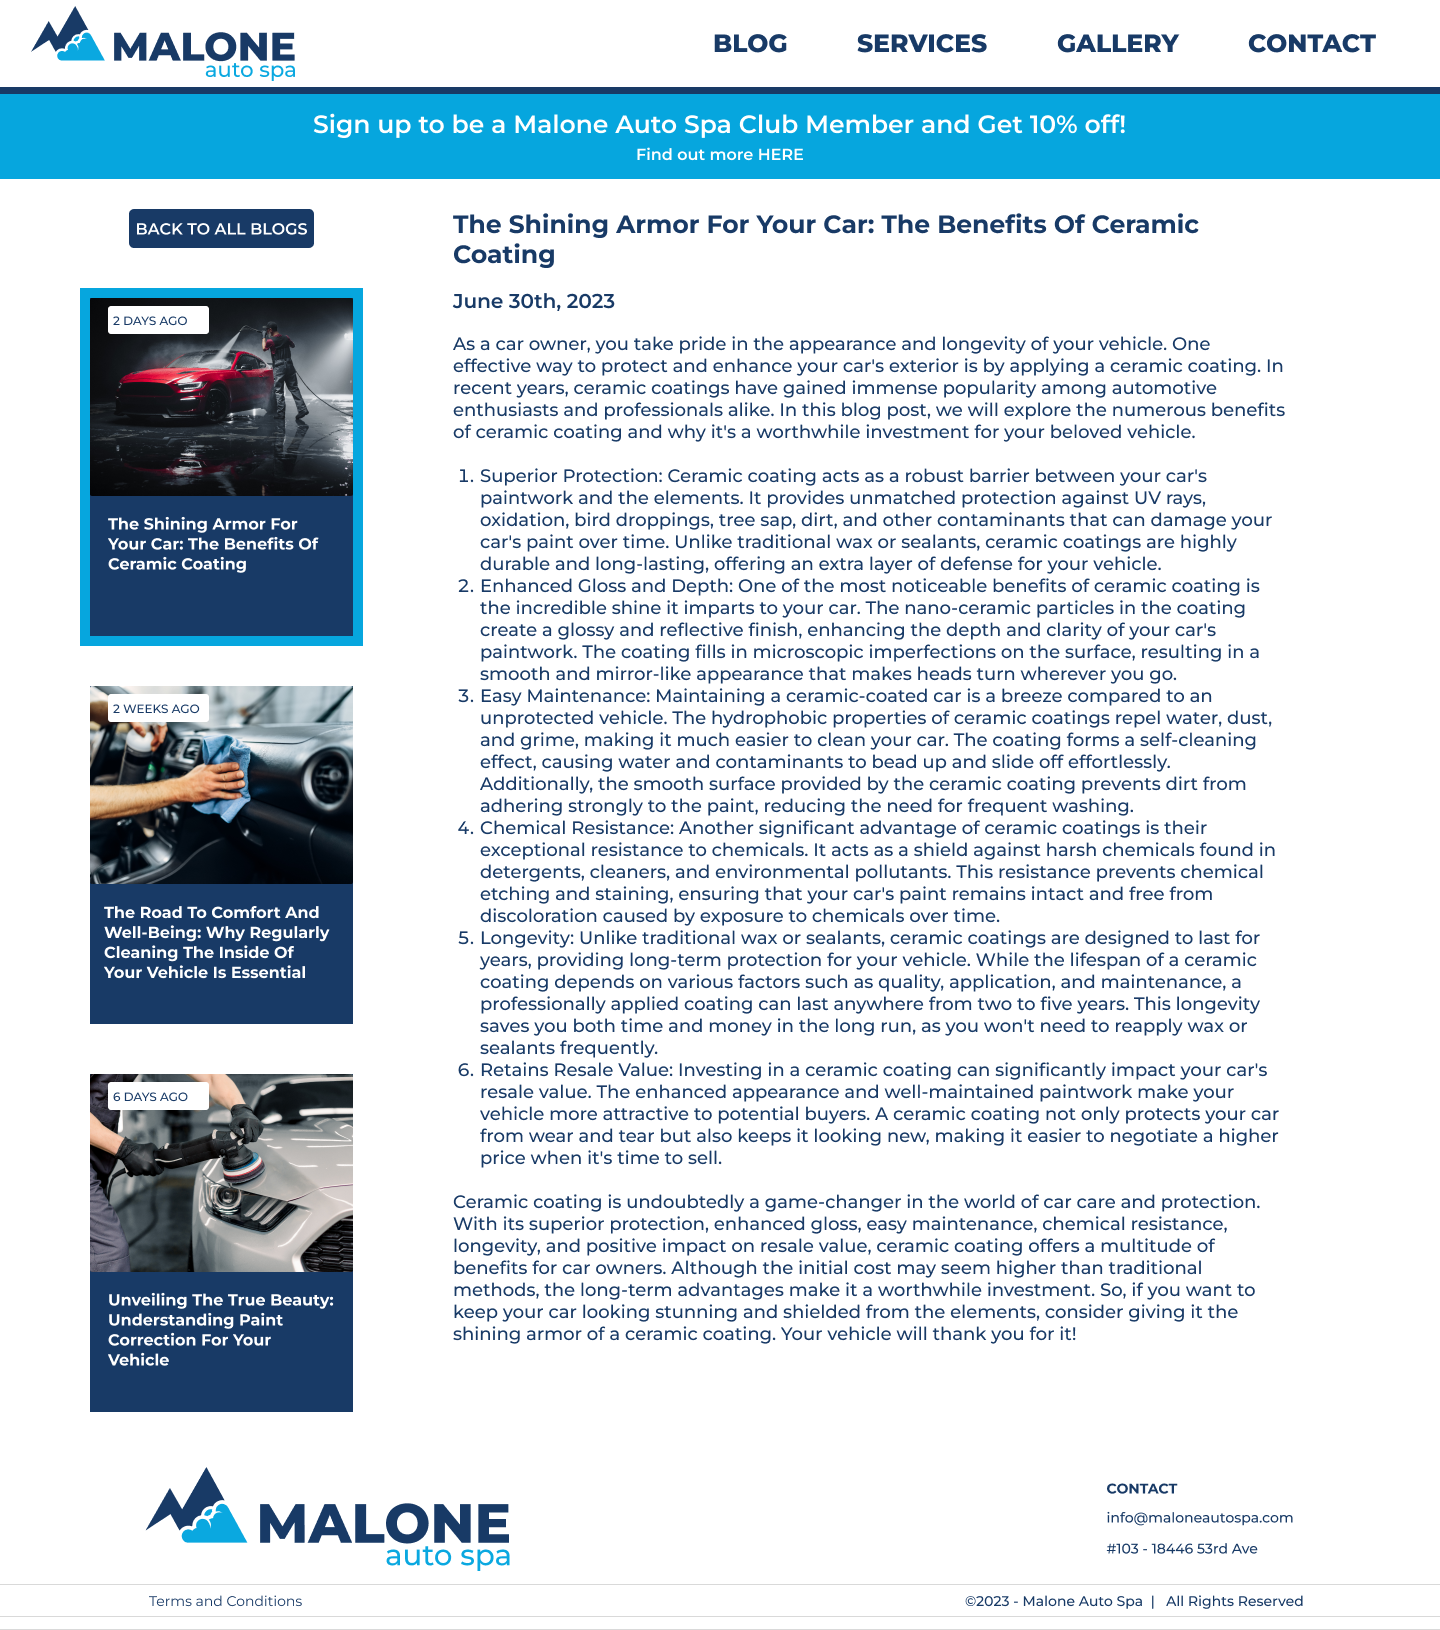 MALONE
auto spa
BLOG
SERVICES
GALLERY
CONTACT
Sign up to be a Malone Auto Spa Club Member and Get 10% off!
Find out more HERE
BACK TO ALL BLOGS
2 DAYS AGO
The Shining Armor For
Your Car: The Benefits Of
Ceramic Coating
2 WEEKS AGO
The Road To Comfort And
Well-Being: Why Regularly
Cleaning The Inside Of
Your Vehicle Is Essential
6 DAYS AGO
Unveiling The True Beauty:
Understanding Paint
Correction For Your
Vehicle
The Shining Armor For Your Car: The Benefits Of Ceramic
Coating
June 30th, 2023
As a car owner, you take pride in the appearance and longevity of your vehicle. One
effective way to protect and enhance your car's exterior is by applying a ceramic coating. In
recent years, ceramic coatings have gained immense popularity among automotive
enthusiasts and professionals alike. In this blog post, we will explore the numerous benefits
of ceramic coating and why it's a worthwhile investment for your beloved vehicle.
1. Superior Protection: Ceramic coating acts as a robust barrier between your car's
paintwork and the elements. It provides unmatched protection against UV rays,
oxidation, bird droppings, tree sap, dirt, and other contaminants that can damage your
car's paint over time. Unlike traditional wax or sealants, ceramic coatings are highly
durable and long-lasting, offering an extra layer of defense for your vehicle.
2. Enhanced Gloss and Depth: One of the most noticeable benefits of ceramic coating is
the incredible shine it imparts to your car. The nano-ceramic particles in the coating
create a glossy and reflective finish, enhancing the depth and clarity of your car's
paintwork. The coating fills in microscopic imperfections on the surface, resulting in a
smooth and mirror-like appearance that makes heads turn wherever you go.
3. Easy Maintenance: Maintaining a ceramic-coated car is a breeze compared to an
unprotected vehicle. The hydrophobic properties of ceramic coatings repel water, dust,
and grime, making it much easier to clean your car. The coating forms a self-cleaning
effect, causing water and contaminants to bead up and slide off effortlessly.
Additionally, the smooth surface provided by the ceramic coating prevents dirt from
adhering strongly to the paint, reducing the need for frequent washing.
4. Chemical Resistance: Another significant advantage of ceramic coatings is their
exceptional resistance to chemicals. It acts as a shield against harsh chemicals found in
detergents, cleaners, and environmental pollutants. This resistance prevents chemical
etching and staining, ensuring that your car's paint remains intact and free from
discoloration caused by exposure to chemicals over time.
5. Longevity: Unlike traditional wax or sealants, ceramic coatings are designed to last for
years, providing long-term protection for your vehicle. While the lifespan of a ceramic
coating depends on various factors such as quality, application, and maintenance, a
professionally applied coating can last anywhere from two to five years. This longevity
saves you both time and money in the long run, as you won't need to reapply wax or
sealants frequently.
6. Retains Resale Value: Investing in a ceramic coating can significantly impact your car's
resale value. The enhanced appearance and well-maintained paintwork make your
vehicle more attractive to potential buyers. A ceramic coating not only protects your car
from wear and tear but also keeps it looking new, making it easier to negotiate a higher
price when it's time to sell.
Ceramic coating is undoubtedly a game-changer in the world of car care and protection.
With its superior protection, enhanced gloss, easy maintenance, chemical resistance,
longevity, and positive impact on resale value, ceramic coating offers a multitude of
benefits for car owners. Although the initial cost may seem higher than traditional
methods, the long-term advantages make it a worthwhile investment. So, if you want to
keep your car looking stunning and shielded from the elements, consider giving it the
shining armor of a ceramic coating. Your vehicle will thank you for it!
MALONE
auto spa
CONTACT
info@maloneautospa.com
#103 - 18446 53rd Ave
Terms and Conditions
©2023 - Malone Auto Spa | All Rights Reserved